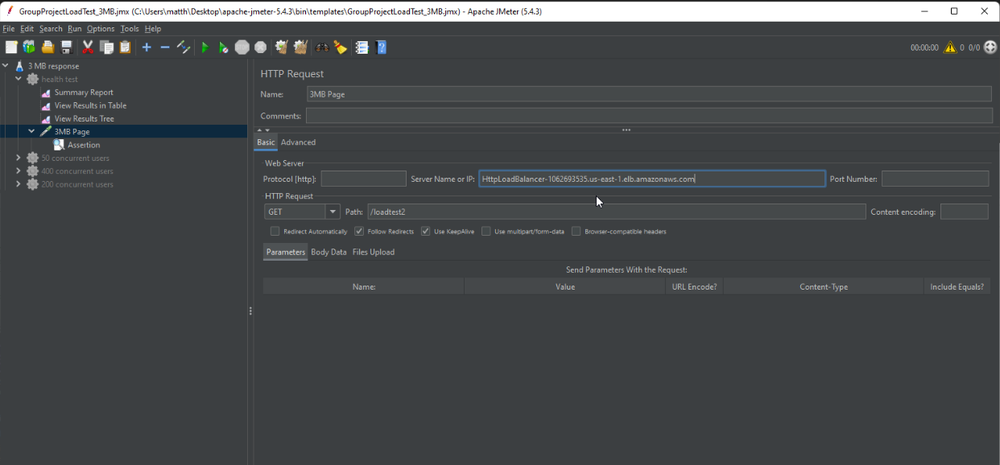 GroupProjectLoadTest_3MB.jmx (C:\Users\matth\Desktop\apache-jmeter-5.4.3\bin\templates\GroupProjectLoadTest_3MB.jmx) - Apache JMeter (5.4.3)
File Edit Search Run Options Tools Help
00:00:00 0 0/0
3 MB response
health test
Summary Report
View Results in Table
View Results Tree
3MB Page
Assertion
50 concurrent users
400 concurrent users
200 concurrent users
HTTP Request
Name: 3MB Page
Comments:
Basic Advanced
Web Server
Protocol [http]: Server Name or IP: HttpLoadBalancer-1062693535.us-east-1.elb.amazonaws.com Port Number:
HTTP Request
GET Path: /loadtest2 Content encoding:
Redirect Automatically Follow Redirects Use KeepAlive Use multipart/form-data Browser-compatible headers
Parameters Body Data Files Upload
Send Parameters With the Request:
Name: Value URL Encode? Content-Type Include Equals?